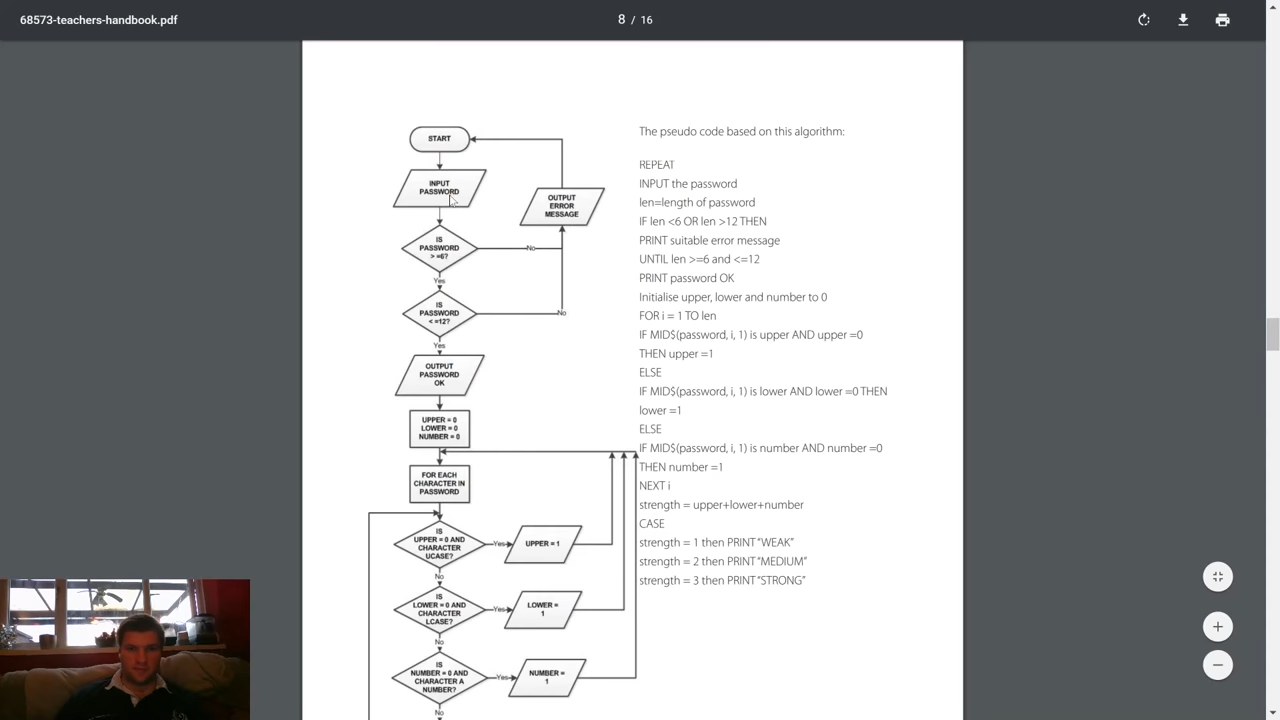 68573-teachers-handbook.pdf
8 / 16
START
INPUT
PASSWORD
OUTPUT
ERROR
MESSAGE
IS
PASSWORD
> =6?
No
Yes
IS
PASSWORD
< =12?
No
Yes
OUTPUT
PASSWORD
OK
UPPER = 0
LOWER = 0
NUMBER = 0
FOR EACH
CHARACTER IN
PASSWORD
IS
UPPER = 0 AND
CHARACTER
UCASE?
Yes
UPPER = 1
No
IS
LOWER = 0 AND
CHARACTER
LCASE?
Yes
LOWER =
1
No
IS
NUMBER = 0 AND
CHARACTER A
NUMBER?
Yes
NUMBER =
1
No
The pseudo code based on this algorithm:
REPEAT
INPUT the password
len=length of password
IF len <6 OR len >12 THEN
PRINT suitable error message
UNTIL len >=6 and <=12
PRINT password OK
Initialise upper, lower and number to 0
FOR i = 1 TO len
IF MID$(password, i, 1) is upper AND upper =0
THEN upper =1
ELSE
IF MID$(password, i, 1) is lower AND lower =0 THEN
lower =1
ELSE
IF MID$(password, i, 1) is number AND number =0
THEN number =1
NEXT i
strength = upper+lower+number
CASE
strength = 1 then PRINT “WEAK”
strength = 2 then PRINT “MEDIUM”
strength = 3 then PRINT “STRONG”